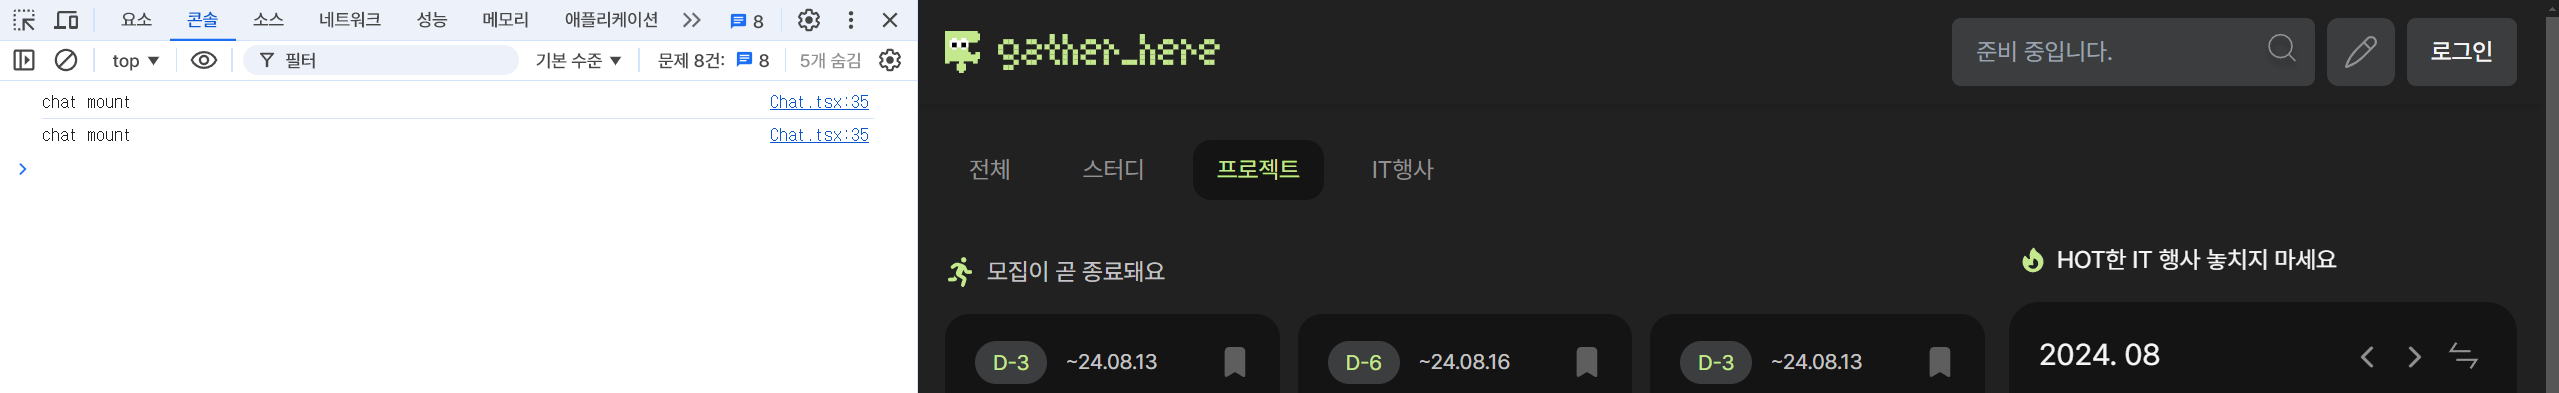 요소 콘솔 소스 네트워크 성능 메모리 애플리케이션 8
top 필터 기본 수준 문제 8건: 8 5개 숨김
chat mount Chat.tsx:35
chat mount Chat.tsx:35
gather_here 준비 중입니다. 로그인
전체 스터디 프로젝트 IT행사
모집이 곧 종료돼요
D-3 ~24.08.13
D-6 ~24.08.16
D-3 ~24.08.13
HOT한 IT 행사 놓치지 마세요
2024. 08